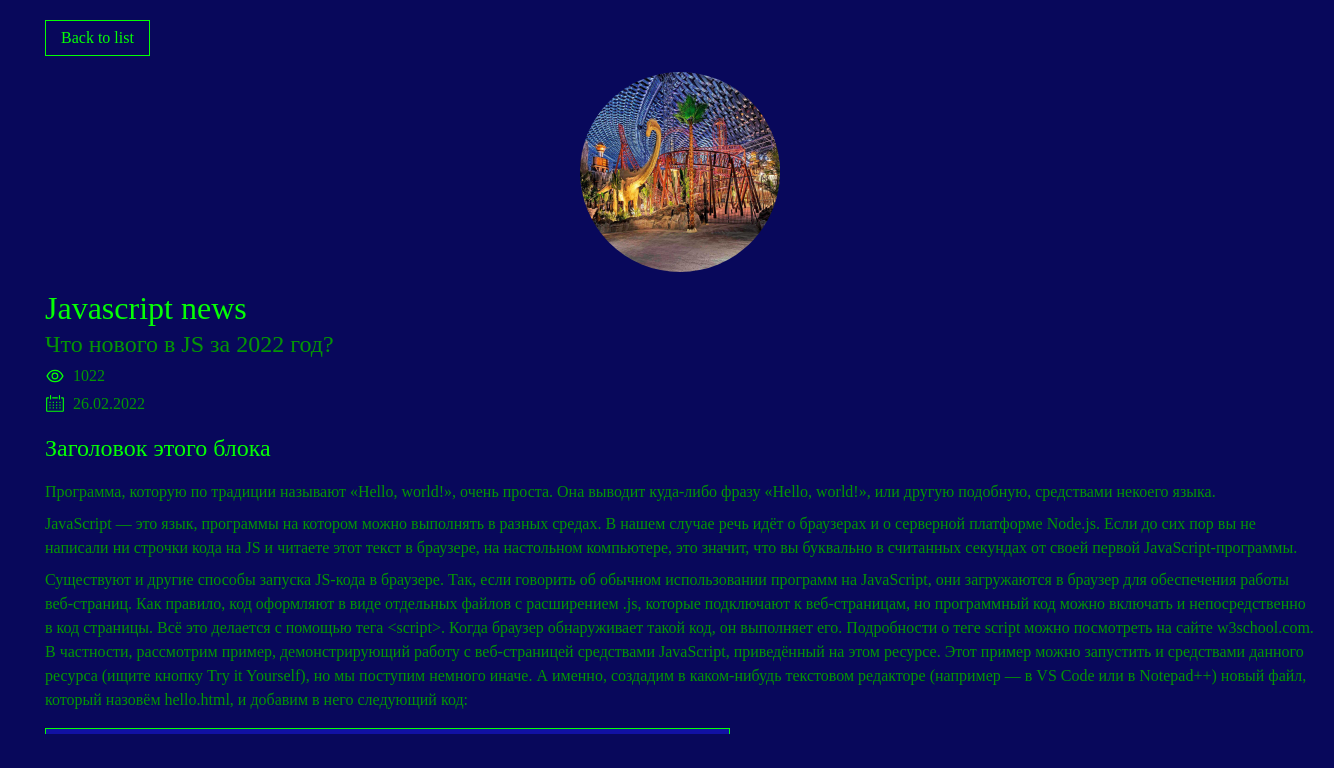 Back to list
Javascript news
Что нового в JS за 2022 год?
1022
26.02.2022
Заголовок этого блока
Программа, которую по традиции называют «Hello, world!», очень проста. Она выводит куда-либо фразу «Hello, world!», или другую подобную, средствами некоего языка.
JavaScript — это язык, программы на котором можно выполнять в разных средах. В нашем случае речь идёт о браузерах и о серверной платформе Node.js. Если до сих пор вы не
написали ни строчки кода на JS и читаете этот текст в браузере, на настольном компьютере, это значит, что вы буквально в считанных секундах от своей первой JavaScript-программы.
Существуют и другие способы запуска JS-кода в браузере. Так, если говорить об обычном использовании программ на JavaScript, они загружаются в браузер для обеспечения работы
веб-страниц. Как правило, код оформляют в виде отдельных файлов с расширением .js, которые подключают к веб-страницам, но программный код можно включать и непосредственно
в код страницы. Всё это делается с помощью тега <script>. Когда браузер обнаруживает такой код, он выполняет его. Подробности о теге script можно посмотреть на сайте w3school.com.
В частности, рассмотрим пример, демонстрирующий работу с веб-страницей средствами JavaScript, приведённый на этом ресурсе. Этот пример можно запустить и средствами данного
ресурса (ищите кнопку Try it Yourself), но мы поступим немного иначе. А именно, создадим в каком-нибудь текстовом редакторе (например — в VS Code или в Notepad++) новый файл,
который назовём hello.html, и добавим в него следующий код: